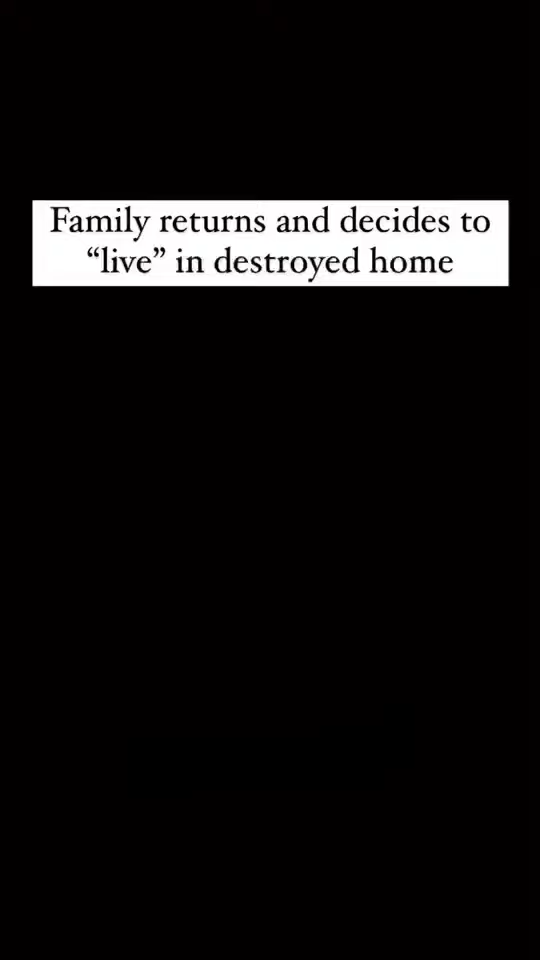 Family returns and decides to
“live” in destroyed home